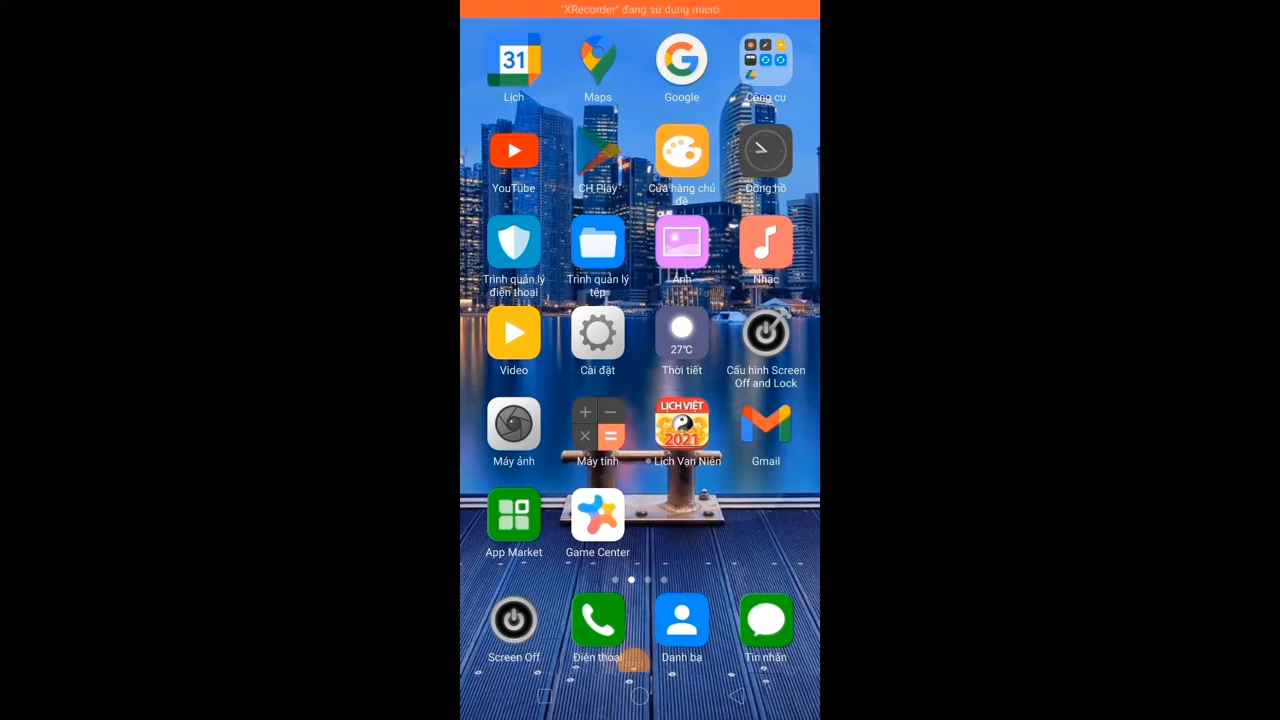 "XRecorder" đang sử dụng micrô
31
Lịch
Maps
Google
Công cụ
YouTube
CH Play
Cửa hàng chủ đề
Đồng hồ
Trình quản lý điện thoại
Trình quản lý tệp
Ảnh
Nhạc
Video
Cài đặt
27°C
Thời tiết
Cấu hình Screen Off and Lock
Máy ảnh
Máy tính
LỊCH VIỆT
2021
Lịch Vạn Niên
Gmail
App Market
Game Center
Screen Off
Điện thoại
Danh bạ
Tin nhắn